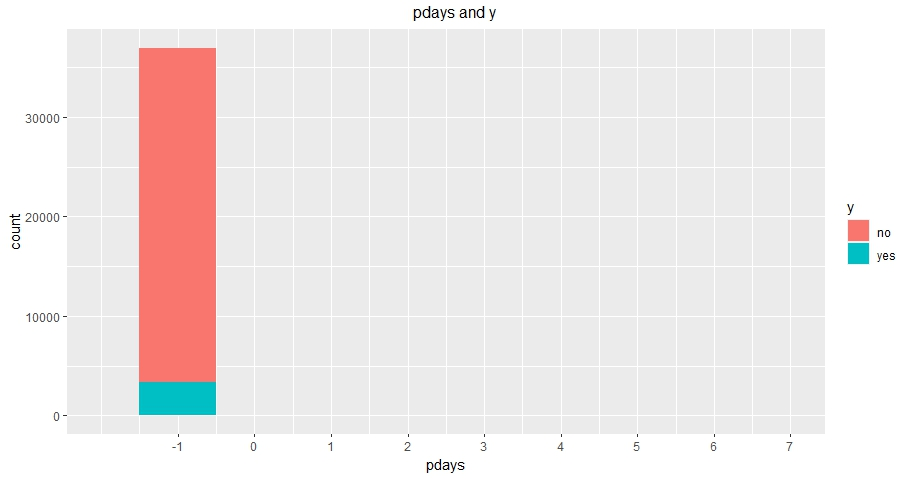 pdays and y
30000
20000
10000
0
count
-1 0 1 2 3 4 5 6 7
pdays
y
no
yes